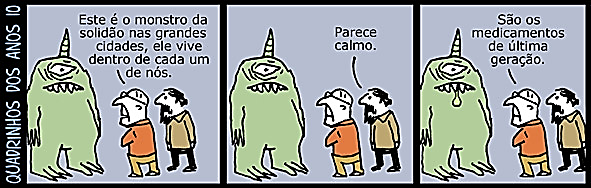 QUADRINHOS DOS ANOS 10
Este é o monstro da
solidão nas grandes
cidades, ele vive
dentro de cada um
de nós.
Parece
calmo.
São os
medicamentos
de última
geração.